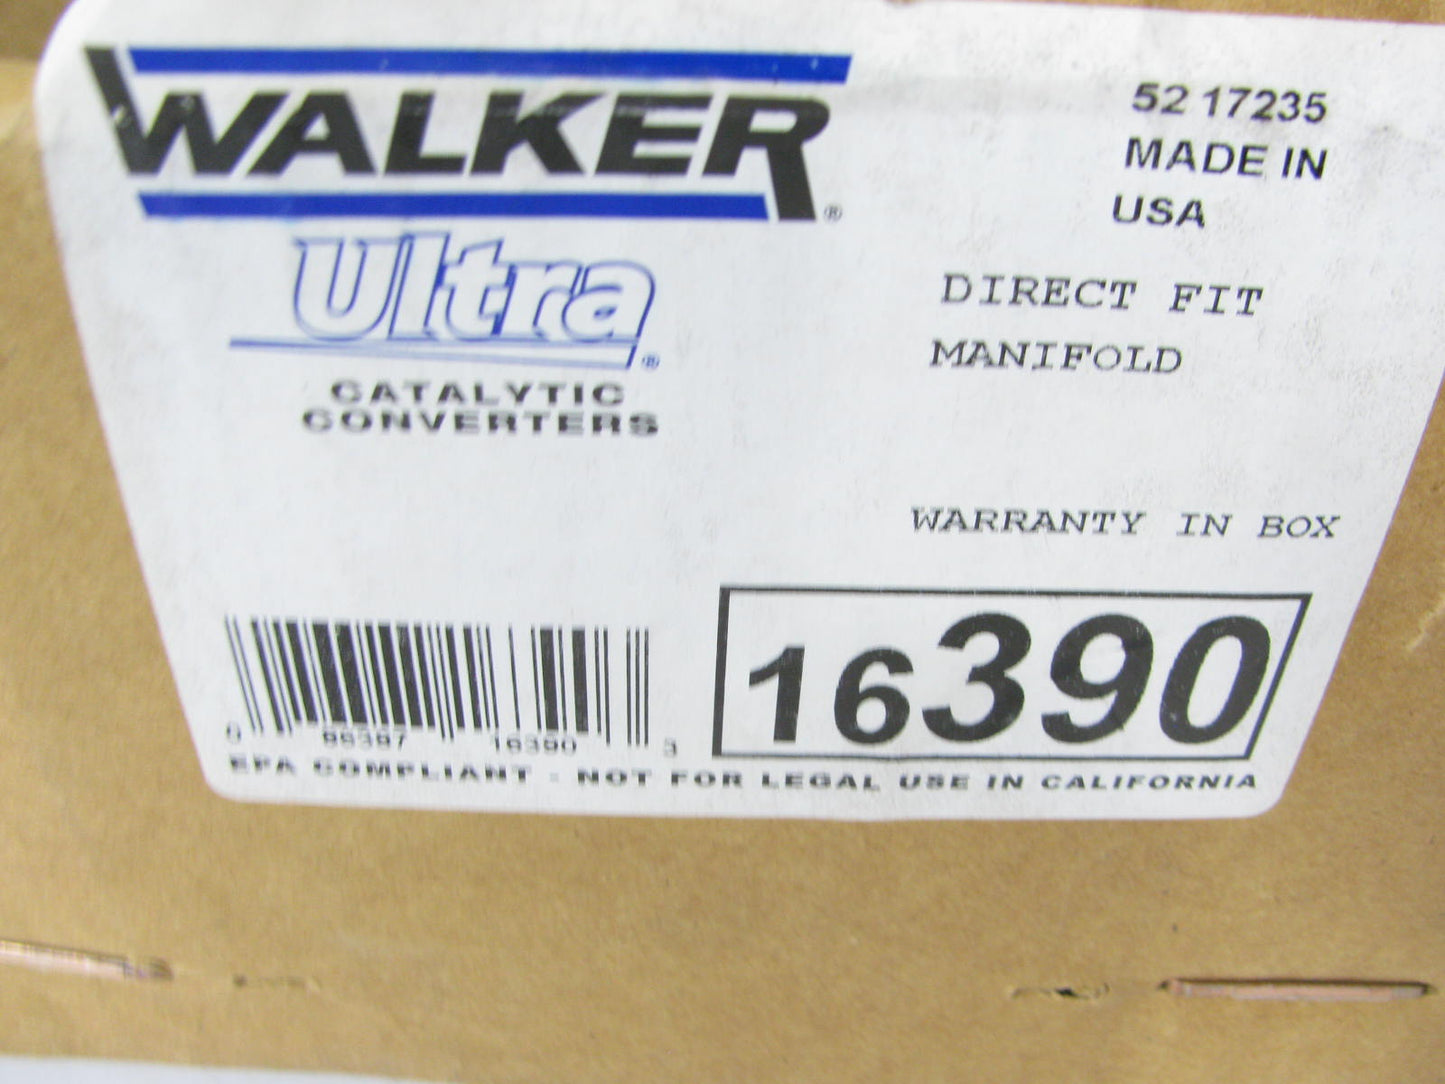 WALKER®
Ultra®
CATALYTIC
CONVERTERS
52 17235
MADE IN
USA
DIRECT FIT
MANIFOLD
WARRANTY IN BOX
16390
0 86397 16390 3
EPA COMPLIANT - NOT FOR LEGAL USE IN CALIFORNIA